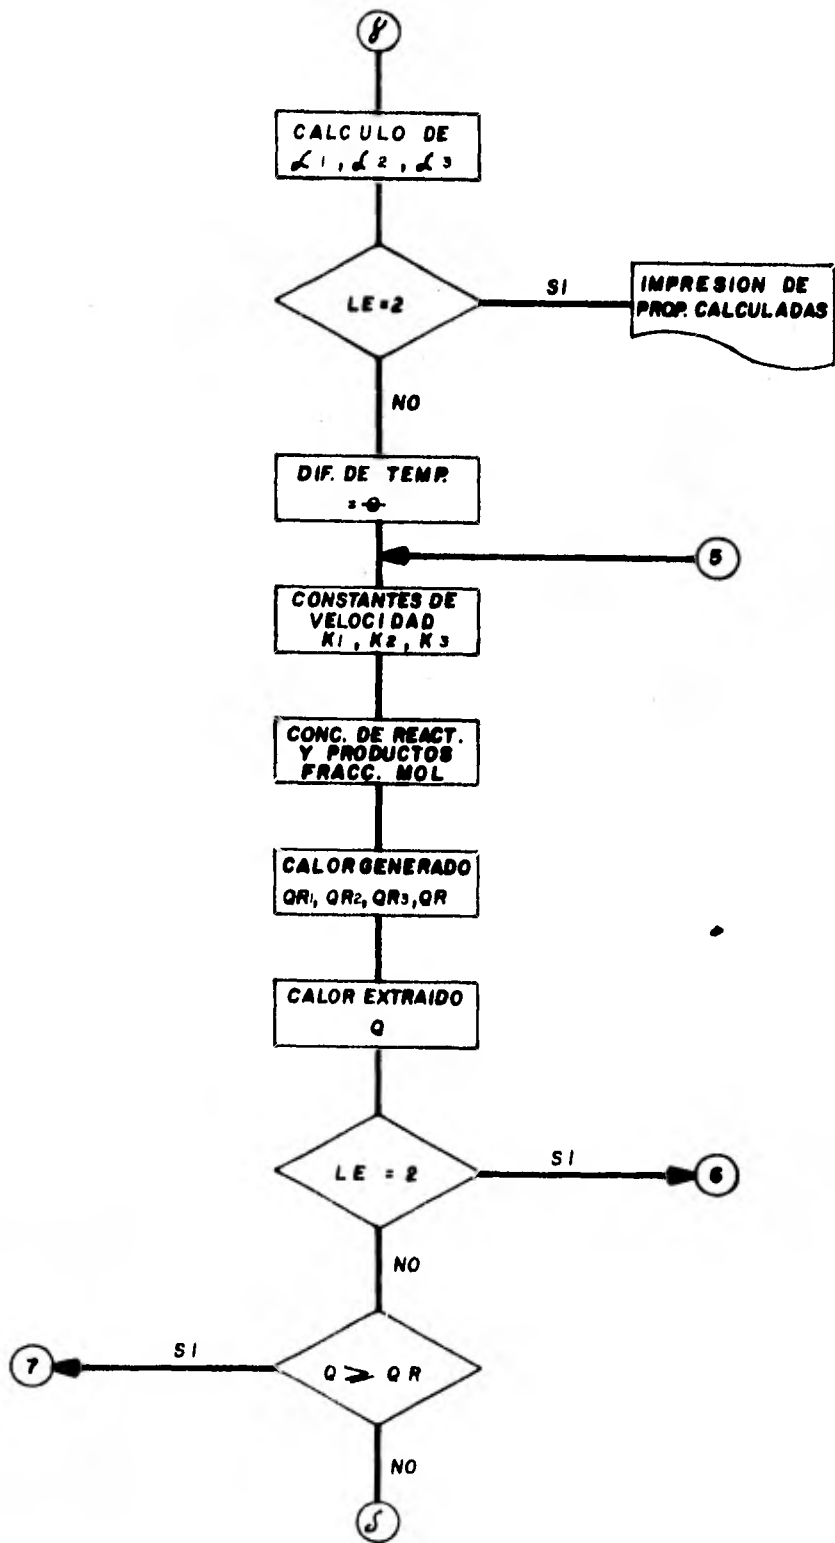 γ
CALCULO DE
α1, α2, α3
LE=2
SI
IMPRESION DE
PROP. CALCULADAS
NO
DIF. DE TEMP.
= θ
5
CONSTANTES DE
VELOCIDAD
K1, K2, K3
CONC. DE REACT.
Y PRODUCTOS
FRACC. MOL
CALOR GENERADO
QR1, QR2, QR3, QR
CALOR EXTRAIDO
Q
LE = 2
SI
6
NO
7
SI
Q ⩾ QR
NO